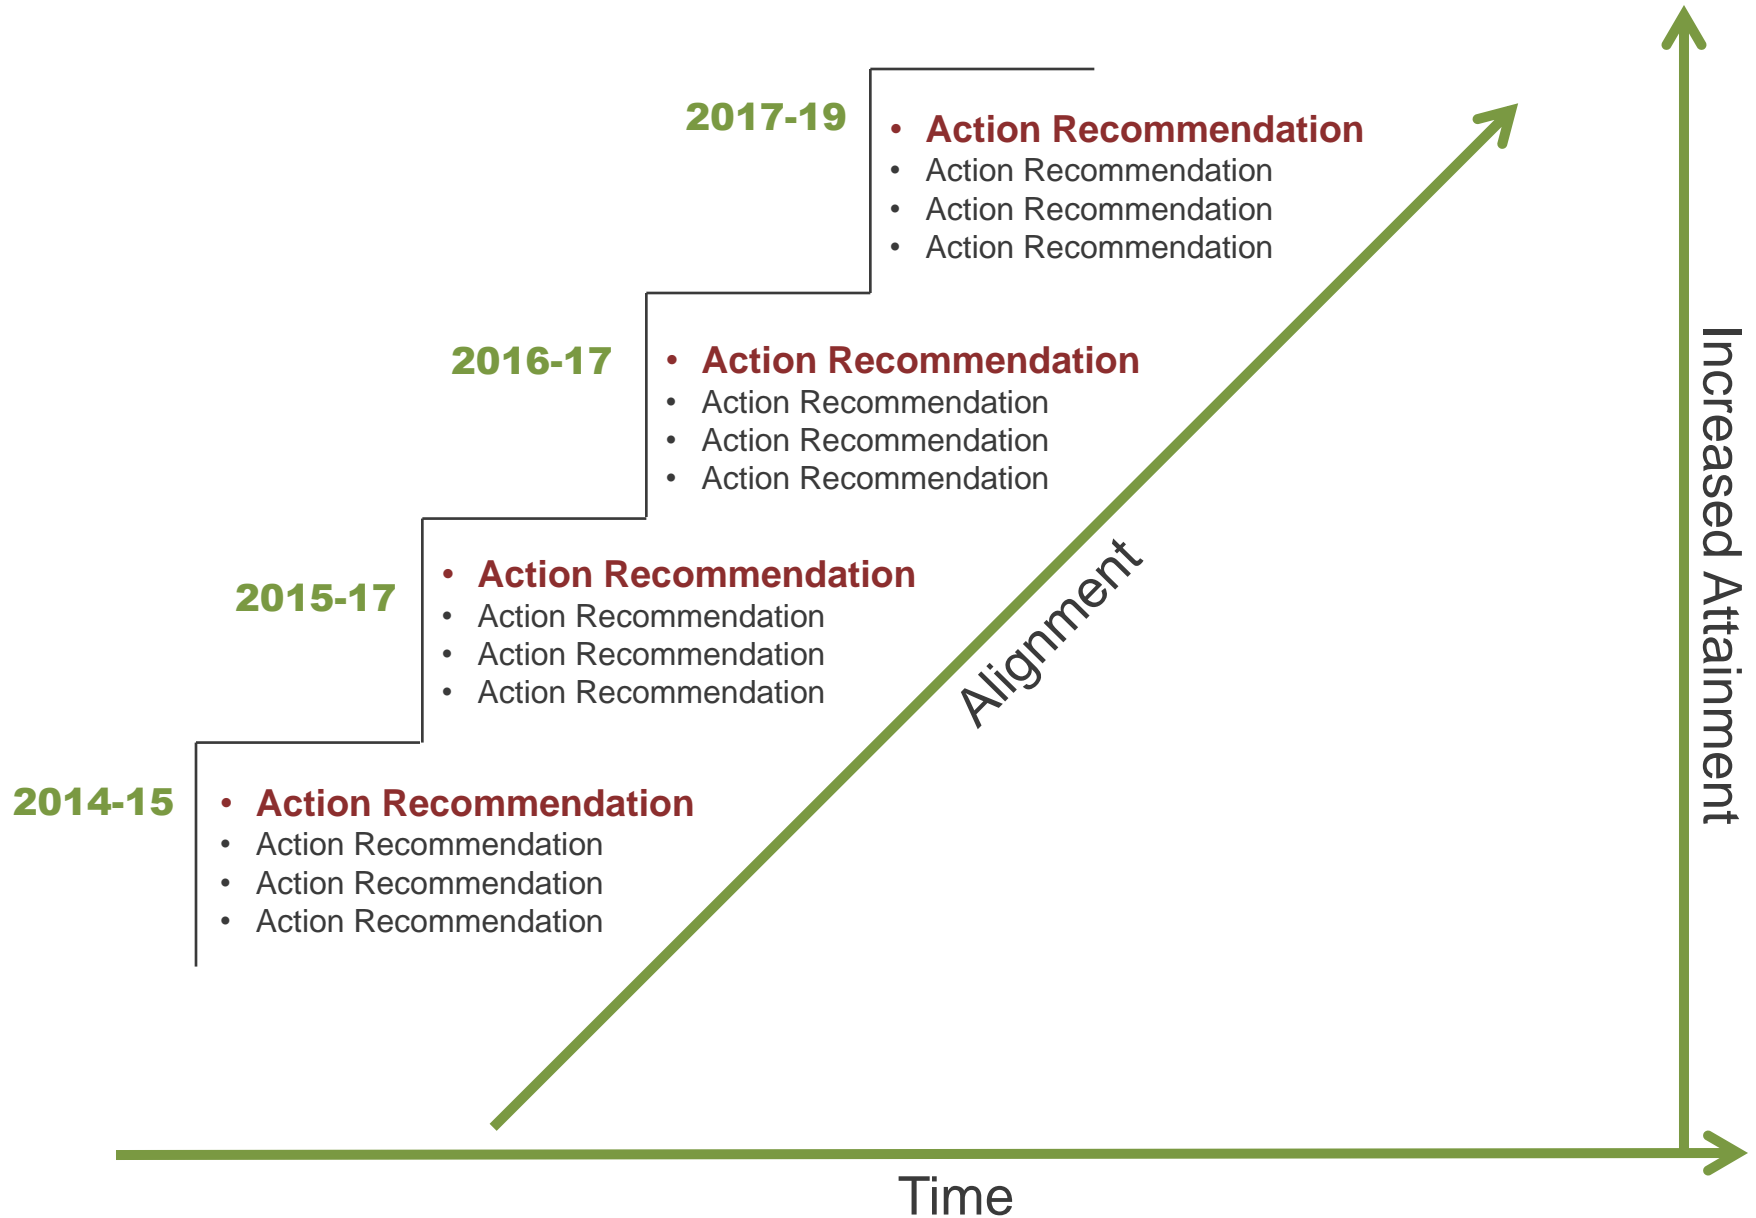 2017-19
• Action Recommendation
• Action Recommendation
• Action Recommendation
• Action Recommendation
2016-17
• Action Recommendation
• Action Recommendation
• Action Recommendation
• Action Recommendation
2015-17
• Action Recommendation
• Action Recommendation
• Action Recommendation
• Action Recommendation
2014-15
• Action Recommendation
• Action Recommendation
• Action Recommendation
• Action Recommendation
Alignment
Increased Attainment
Time